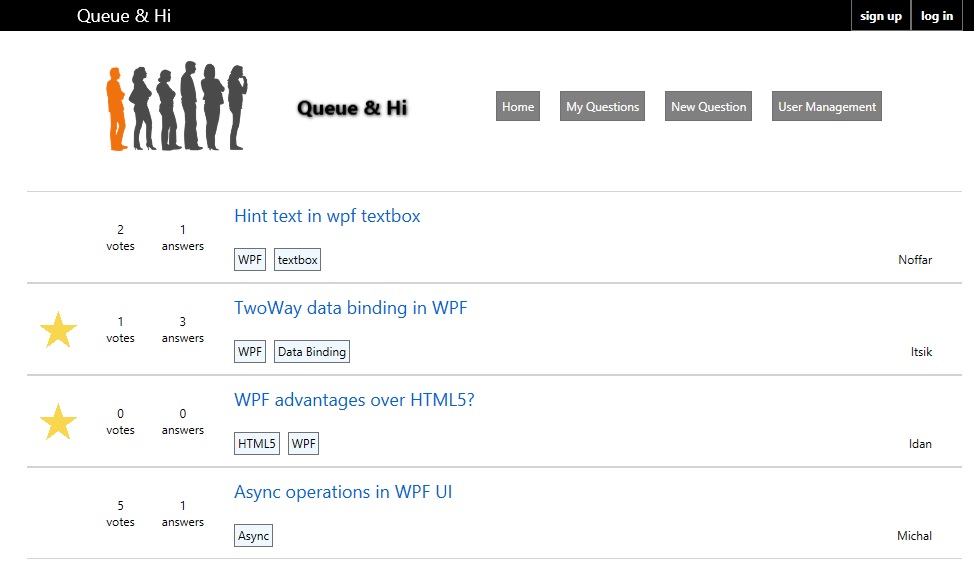 Queue & Hi sign up log in
Queue & Hi Home My Questions New Question User Management
Hint text in wpf textbox
2 1
votes answers
WPF textbox Noffar
TwoWay data binding in WPF
1 3
votes answers
WPF Data Binding Itsik
WPF advantages over HTML5?
0 0
votes answers
HTML5 WPF Idan
Async operations in WPF UI
5 1
votes answers
Async Michal